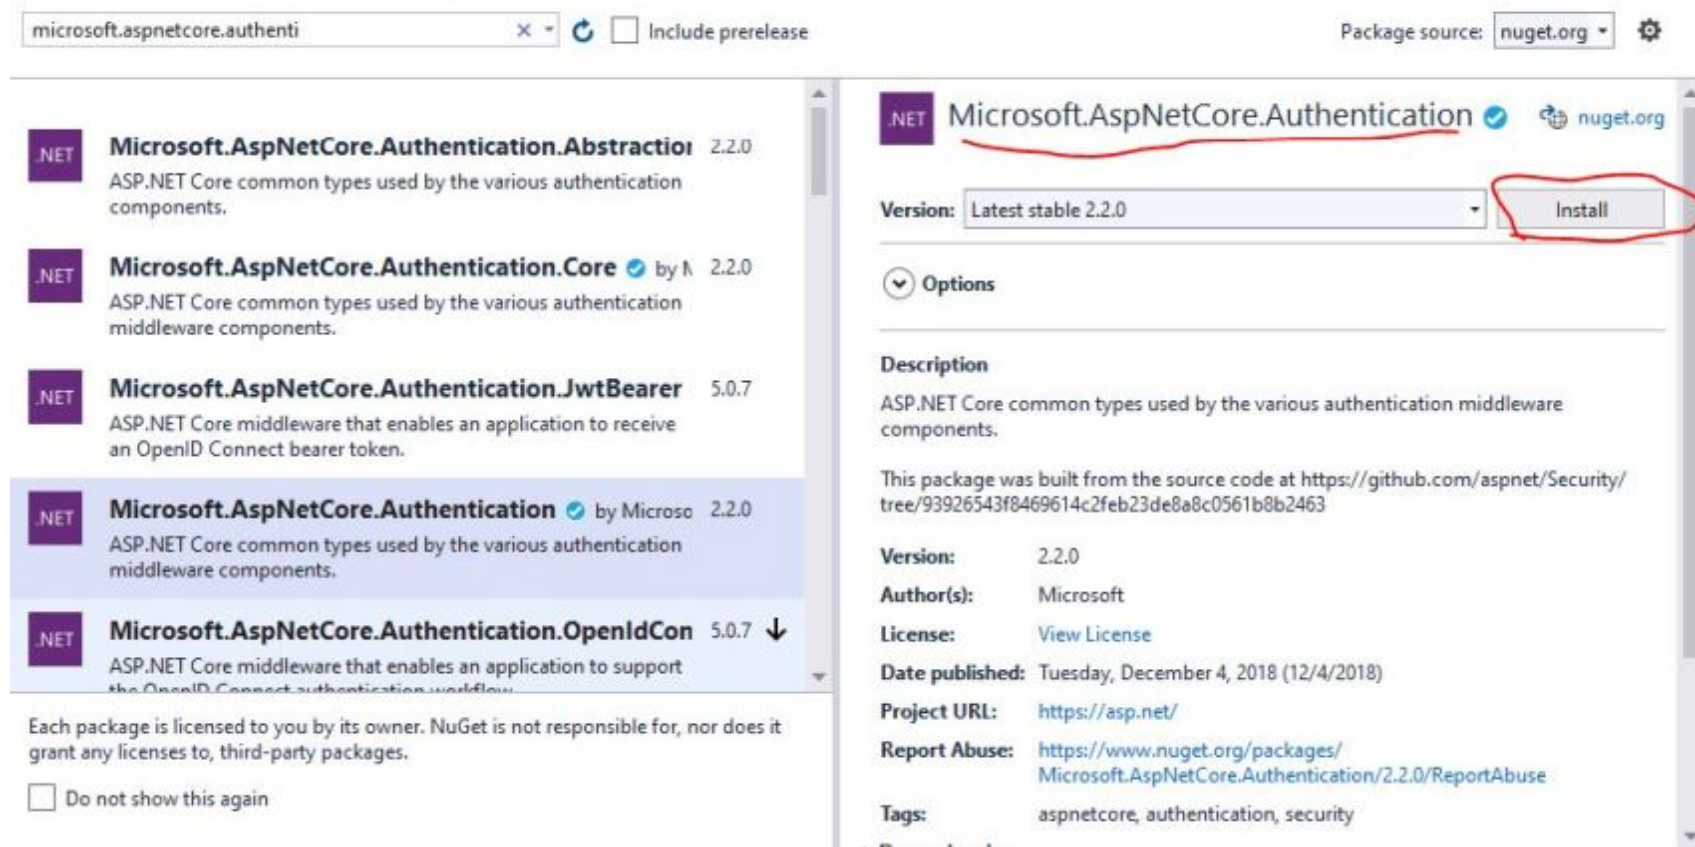 microsoft.aspnetcore.authenti
Include prerelease
Package source: nuget.org
.NET Microsoft.AspNetCore.Authentication.Abstraction 2.2.0
ASP.NET Core common types used by the various authentication
components.
.NET Microsoft.AspNetCore.Authentication.Core by 2.2.0
ASP.NET Core common types used by the various authentication
middleware components.
.NET Microsoft.AspNetCore.Authentication.JwtBearer 5.0.7
ASP.NET Core middleware that enables an application to receive
an OpenID Connect bearer token.
.NET Microsoft.AspNetCore.Authentication by Microso 2.2.0
ASP.NET Core common types used by the various authentication
middleware components.
.NET Microsoft.AspNetCore.Authentication.OpenIdCon 5.0.7
ASP.NET Core middleware that enables an application to support
the OpenID Connect authentication workflow
Each package is licensed to you by its owner. NuGet is not responsible for, nor does it
grant any licenses to, third-party packages.
Do not show this again
.NET Microsoft.AspNetCore.Authentication nuget.org
Version: Latest stable 2.2.0 Install
Options
Description
ASP.NET Core common types used by the various authentication middleware
components.
This package was built from the source code at https://github.com/aspnet/Security/
tree/93926543f8469614c2feb23de8a8c0561b8b2463
Version: 2.2.0
Author(s): Microsoft
License: View License
Date published: Tuesday, December 4, 2018 (12/4/2018)
Project URL: https://asp.net/
Report Abuse: https://www.nuget.org/packages/
Microsoft.AspNetCore.Authentication/2.2.0/ReportAbuse
Tags: aspnetcore, authentication, security